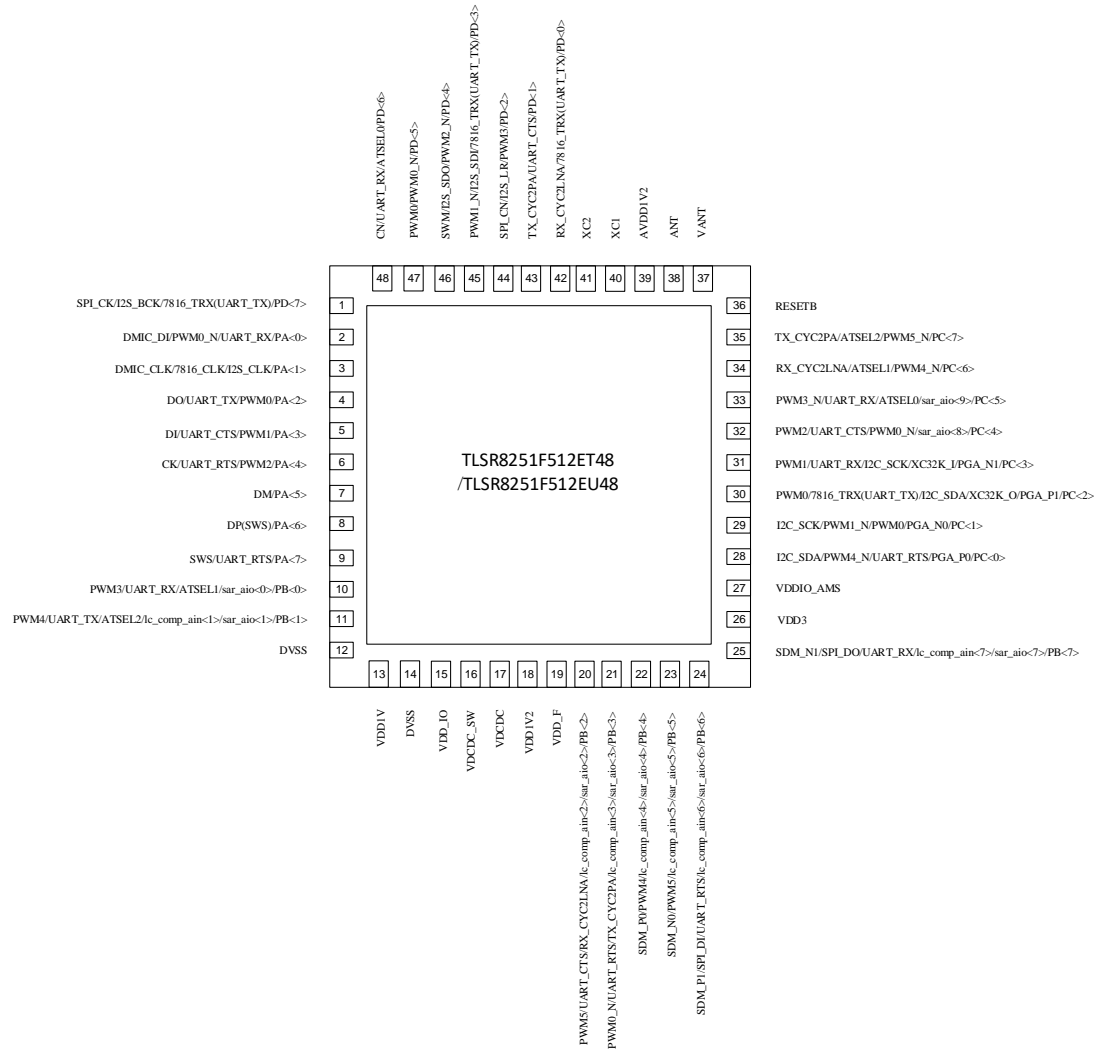 CN/UART_RX/ATSEL0/PD<6>
PWM0/PWM0_N/PD<5>
SWM/I2S_SDO/PWM2_N/PD<4>
PWM1_N/I2S_SDI/7816_TRX(UART_TX)/PD<3>
SPI_CN/I2S_LR/PWM3/PD<2>
TX_CYC2PA/UART_CTS/PD<1>
RX_CYC2LNA/7816_TRX(UART_TX)/PD<0>
XC2
XC1
AVDD1V2
ANT
VANT
48
47
46
45
44
43
42
41
40
39
38
37
SPI_CK/I2S_BCK/7816_TRX(UART_TX)/PD<7>
1
DMIC_DI/PWM0_N/UART_RX/PA<0>
2
DMIC_CLK/7816_CLK/I2S_CLK/PA<1>
3
DO/UART_TX/PWM0/PA<2>
4
DI/UART_CTS/PWM1/PA<3>
5
CK/UART_RTS/PWM2/PA<4>
6
DM/PA<5>
7
DP(SWS)/PA<6>
8
SWS/UART_RTS/PA<7>
9
PWM3/UART_RX/ATSEL1/sar_aio<0>/PB<0>
10
PWM4/UART_TX/ATSEL2/lc_comp_ain<1>/sar_aio<1>/PB<1>
11
DVSS
12
TLSR8251F512ET48
/TLSR8251F512EU48
36
RESETB
35
TX_CYC2PA/ATSEL2/PWM5_N/PC<7>
34
RX_CYC2LNA/ATSEL1/PWM4_N/PC<6>
33
PWM3_N/UART_RX/ATSEL0/sar_aio<9>/PC<5>
32
PWM2/UART_CTS/PWM0_N/sar_aio<8>/PC<4>
31
PWM1/UART_RX/I2C_SCK/XC32K_I/PGA_N1/PC<3>
30
PWM0/7816_TRX(UART_TX)/I2C_SDA/XC32K_O/PGA_P1/PC<2>
29
I2C_SCK/PWM1_N/PWM0/PGA_N0/PC<1>
28
I2C_SDA/PWM4_N/UART_RTS/PGA_P0/PC<0>
27
VDDIO_AMS
26
VDD3
25
SDM_N1/SPI_DO/UART_RX/lc_comp_ain<7>/sar_aio<7>/PB<7>
13
14
15
16
17
18
19
20
21
22
23
24
VDD1V
DVSS
VDD_IO
VDCDC_SW
VDCDC
VDD1V2
VDD_F
PWM5/UART_CTS/RX_CYC2LNA/lc_comp_ain<2>/sar_aio<2>/PB<2>
PWM0_N/UART_RTS/TX_CYC2PA/lc_comp_ain<3>/sar_aio<3>/PB<3>
SDM_P0/PWM4/lc_comp_ain<4>/sar_aio<4>/PB<4>
SDM_N0/PWM5/lc_comp_ain<5>/sar_aio<5>/PB<5>
SDM_P1/SPI_DI/UART_RTS/lc_comp_ain<6>/sar_aio<6>/PB<6>